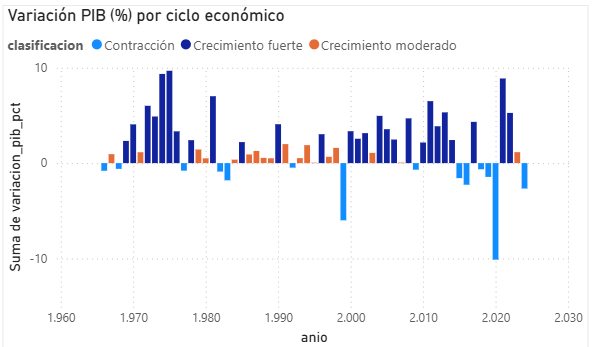 Variación PIB (%) por ciclo económico
clasificacion Contracción Crecimiento fuerte Crecimiento moderado
Suma de variacion_pib_pct
10
0
-10
1.960 1.970 1.980 1.990 2.000 2.010 2.020 2.030
anio